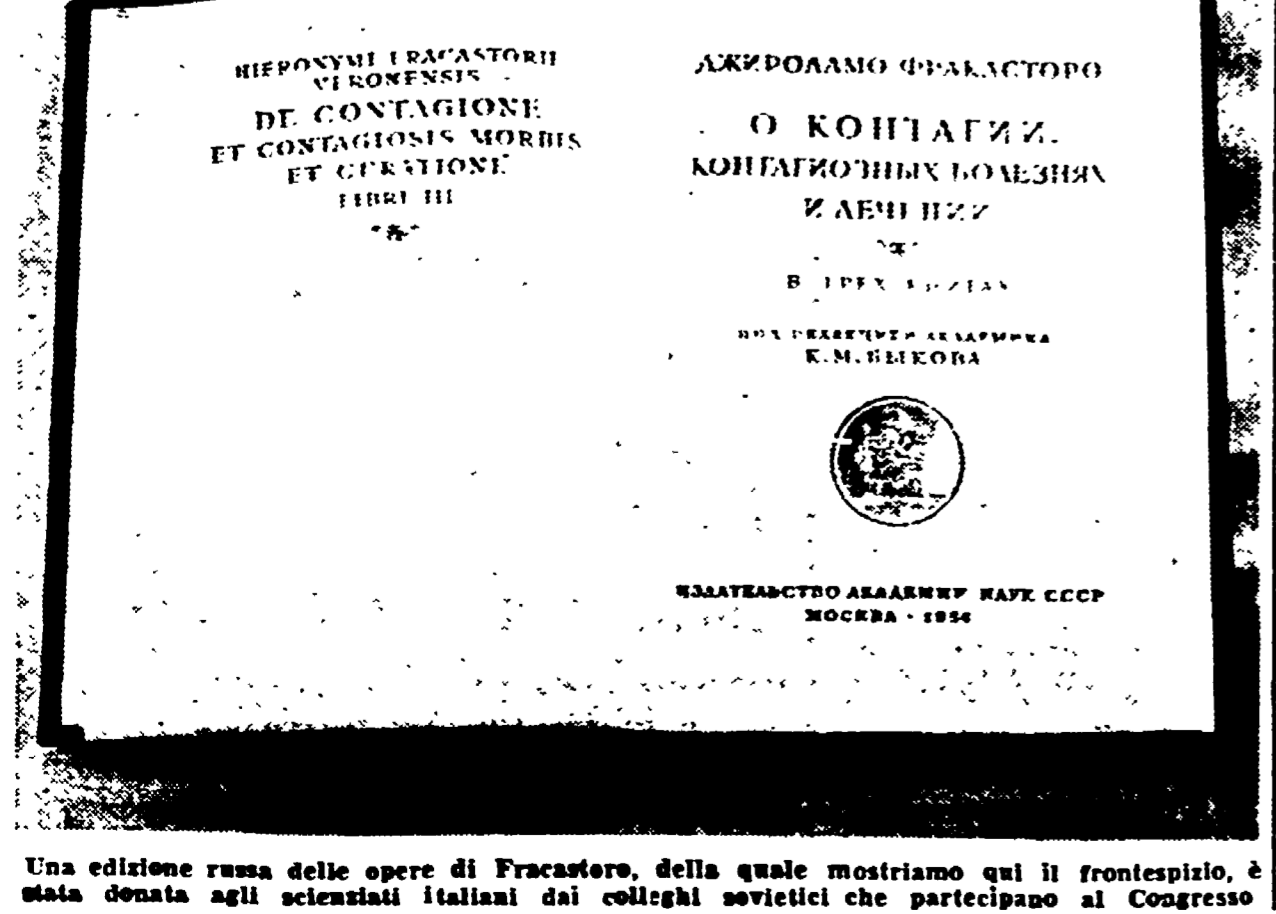 HIERONYMI FRACASTORII
VERONENSIS
DE CONTAGIONE
ET CONTAGIOSIS MORBIS
ET CURATIONE
LIBRI III
ДЖИРОЛАМО ФРАКАСТОРО
О КОНТАГИИ,
КОНТАГИОЗНЫХ БОЛЕЗНЯХ
И ЛЕЧЕНИИ
В ТРЕХ КНИГАХ
ПОД РЕДАКЦИЕЙ АКАДЕМИКА
К.М.БЫКОВА
ИЗДАТЕЛЬСТВО АКАДЕМИИ НАУК СССР
МОСКВА · 1954
Una edizione russa delle opere di Fracastoro, della quale mostriamo qui il frontespizio, è
stata donata agli scienziati italiani dai colleghi sovietici che partecipano al Congresso